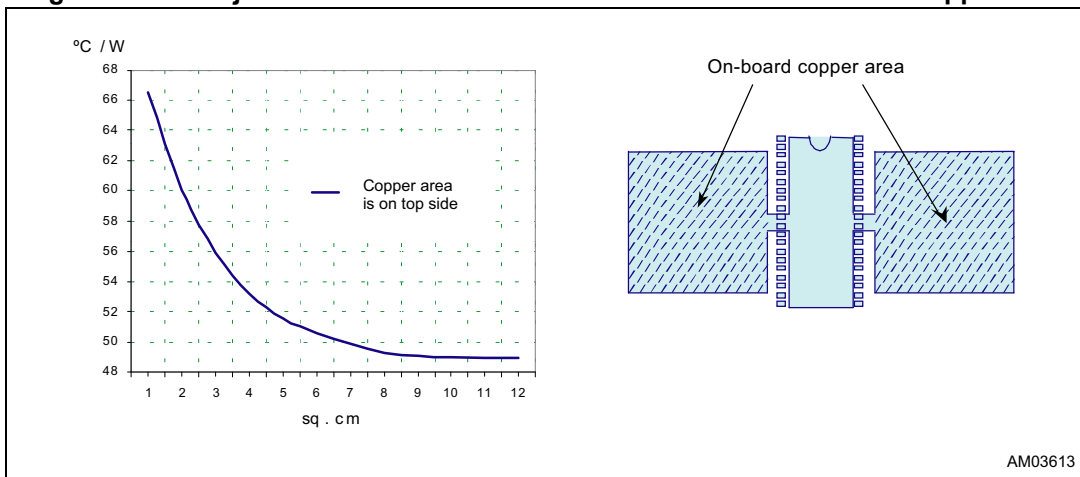 ºC / W
68
66
64
62
60
58
56
54
52
50
48
1 2 3 4 5 6 7 8 9 10 11 12
sq . cm
Copper area
is on top side
On-board copper area
AM03613